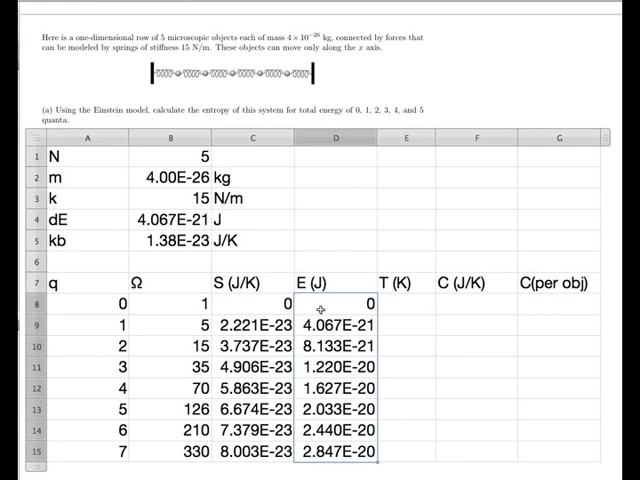 Here is a one-dimensional row of 5 microscopic objects each of mass 4 × 10⁻²⁶ kg, connected by forces that
can be modeled by springs of stiffness 15 N/m. These objects can move only along the x axis.
(a) Using the Einstein model, calculate the entropy of this system for total energy of 0, 1, 2, 3, 4, and 5
quanta.
A B C D E F G
1 N 5
2 m 4.00E-26 kg
3 k 15 N/m
4 dE 4.067E-21 J
5 kb 1.38E-23 J/K
6
7 q Ω S (J/K) E (J) T (K) C (J/K) C(per obj)
8 0 1 0 0
9 1 5 2.221E-23 4.067E-21
10 2 15 3.737E-23 8.133E-21
11 3 35 4.906E-23 1.220E-20
12 4 70 5.863E-23 1.627E-20
13 5 126 6.674E-23 2.033E-20
14 6 210 7.379E-23 2.440E-20
15 7 330 8.003E-23 2.847E-20